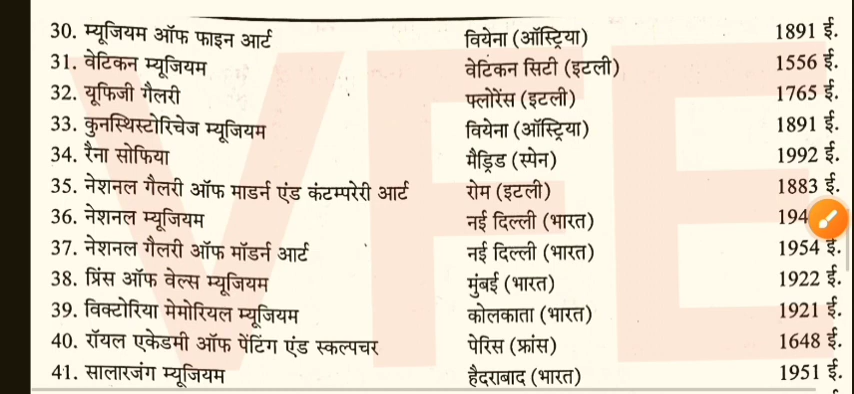 30. म्यूजियम ऑफ फाइन आर्ट वियेना (ऑस्ट्रिया) 1891 ई.
31. वेटिकन म्यूजियम वेटिकन सिटी (इटली) 1556 ई.
32. यूफिजी गैलरी फ्लोरेंस (इटली) 1765 ई.
33. कुनस्थिस्टोरिचेज म्यूजियम वियेना (ऑस्ट्रिया) 1891 ई.
34. रैना सोफिया मैड्रिड (स्पेन) 1992 ई.
35. नेशनल गैलरी ऑफ माडर्न एंड कंटम्परेरी आर्ट रोम (इटली) 1883 ई.
36. नेशनल म्यूजियम नई दिल्ली (भारत)
37. नेशनल गैलरी ऑफ मॉडर्न आर्ट नई दिल्ली (भारत) 1954 ई.
38. प्रिंस ऑफ वेल्स म्यूजियम मुंबई (भारत) 1922 ई.
39. विक्टोरिया मेमोरियल म्यूजियम कोलकाता (भारत) 1921 ई.
40. रॉयल एकेडमी ऑफ पेंटिंग एंड स्कल्पचर पेरिस (फ्रांस) 1648 ई.
41. सालारजंग म्यूजियम हैदराबाद (भारत) 1951 ई.
VFE